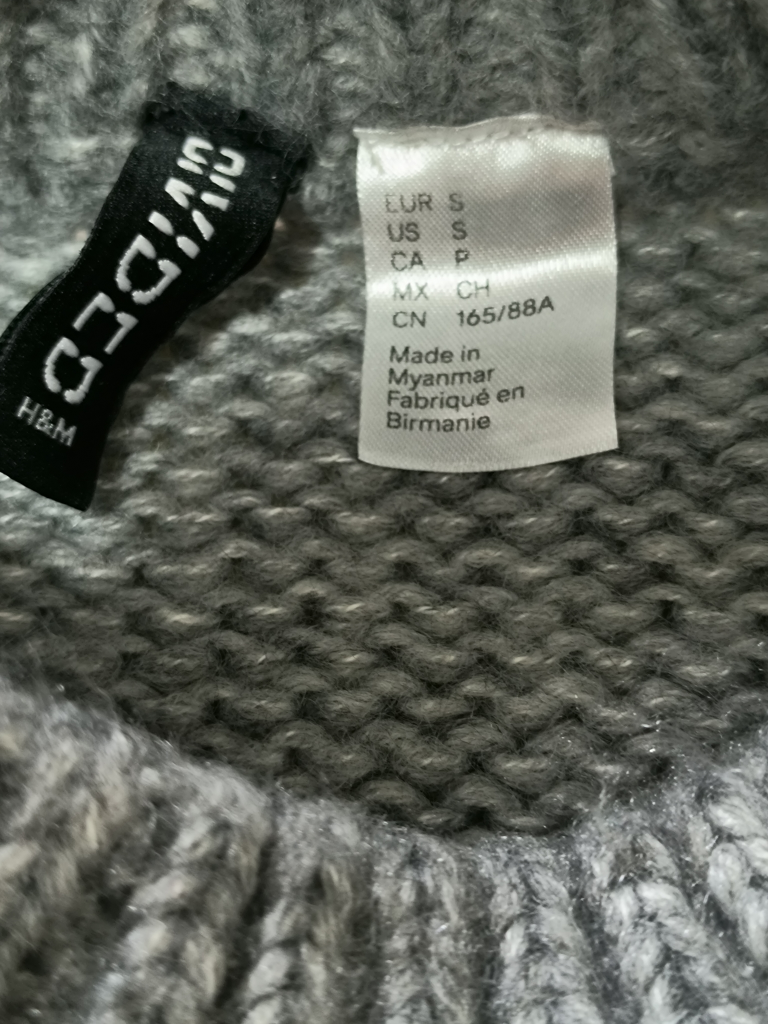 DIVIDED
H&M
EUR S
US S
CA P
MX CH
CN 165/88A
Made in
Myanmar
Fabriqué en
Birmanie